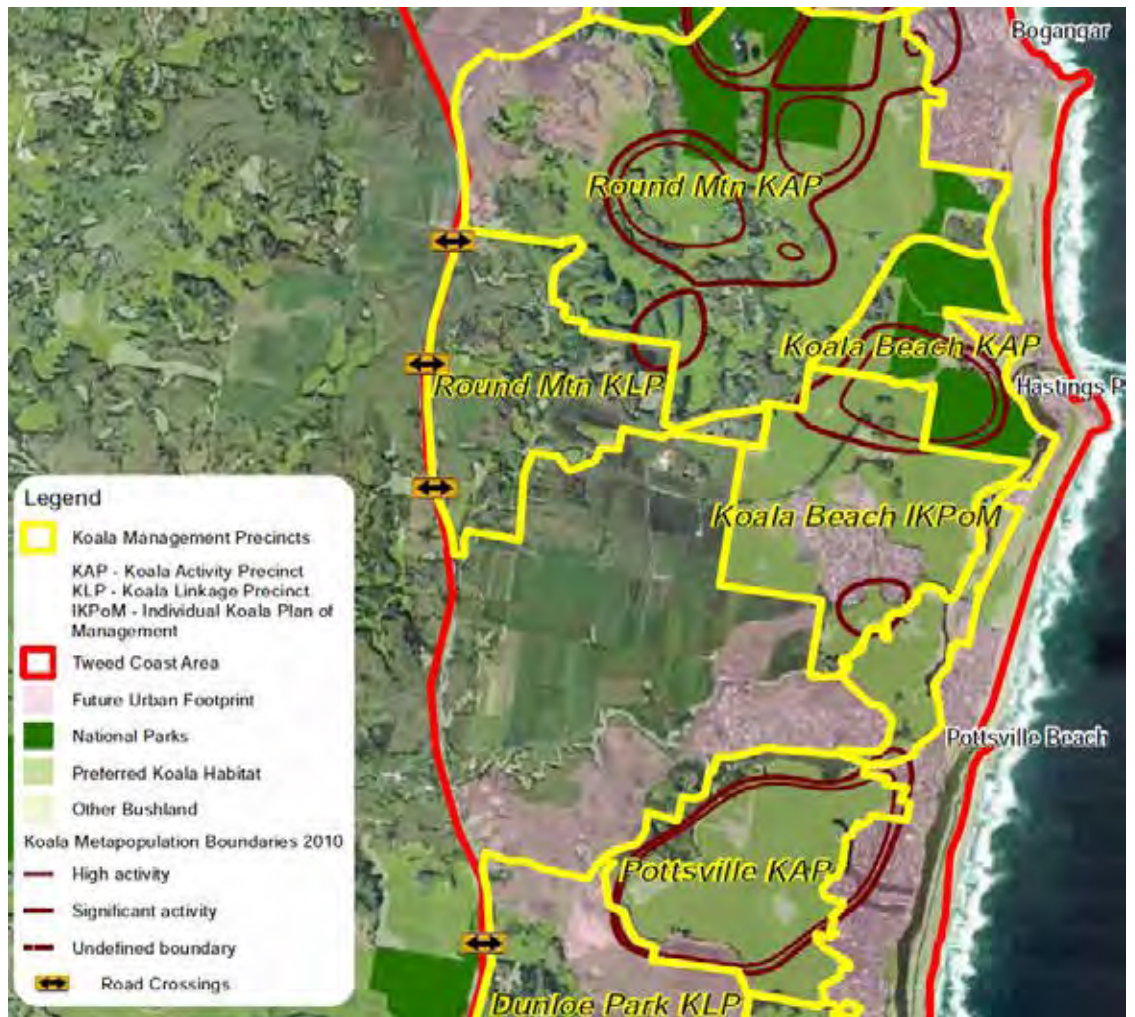 Bogangar
Round Mtn KAP
Koala Beach KAP
Round Mtn KLP
Hastings P
Koala Beach IKPoM
Pottsville Beach
Pottsville KAP
Dunloe Park KLP
Legend
Koala Management Precincts
KAP - Koala Activity Precinct
KLP - Koala Linkage Precinct
IKPoM - Individual Koala Plan of
Management
Tweed Coast Area
Future Urban Footprint
National Parks
Preferred Koala Habitat
Other Bushland
Koala Metapopulation Boundaries 2010
High activity
Significant activity
Undefined boundary
Road Crossings